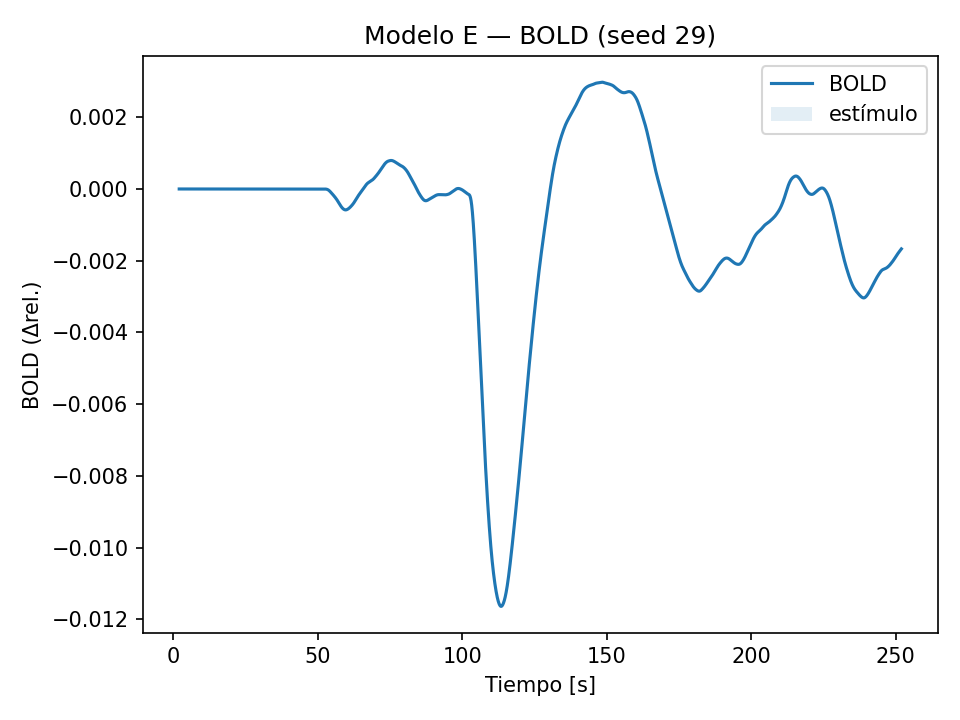 Modelo E — BOLD (seed 29)
BOLD
estímulo
0.002
0.000
−0.002
−0.004
−0.006
−0.008
−0.010
−0.012
BOLD (Δrel.)
0
50
100
150
200
250
Tiempo [s]